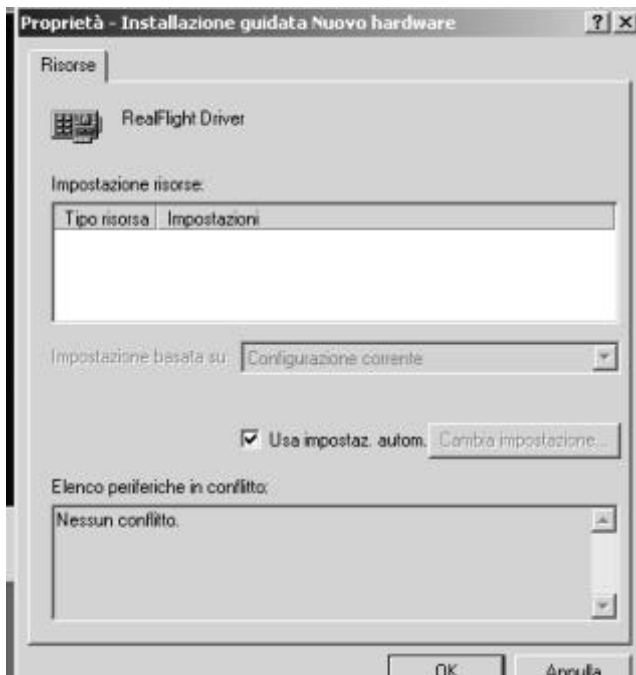 Proprietà - Installazione guidata Nuovo hardware
Risorse
RealFlight Driver
Impostazione risorse:
Tipo risorsa Impostazioni
Impostazione basata su: Configurazione corrente
Usa impostaz. autom. Cambia impostazione...
Elenco periferiche in conflitto:
Nessun conflitto.
OK Annulla